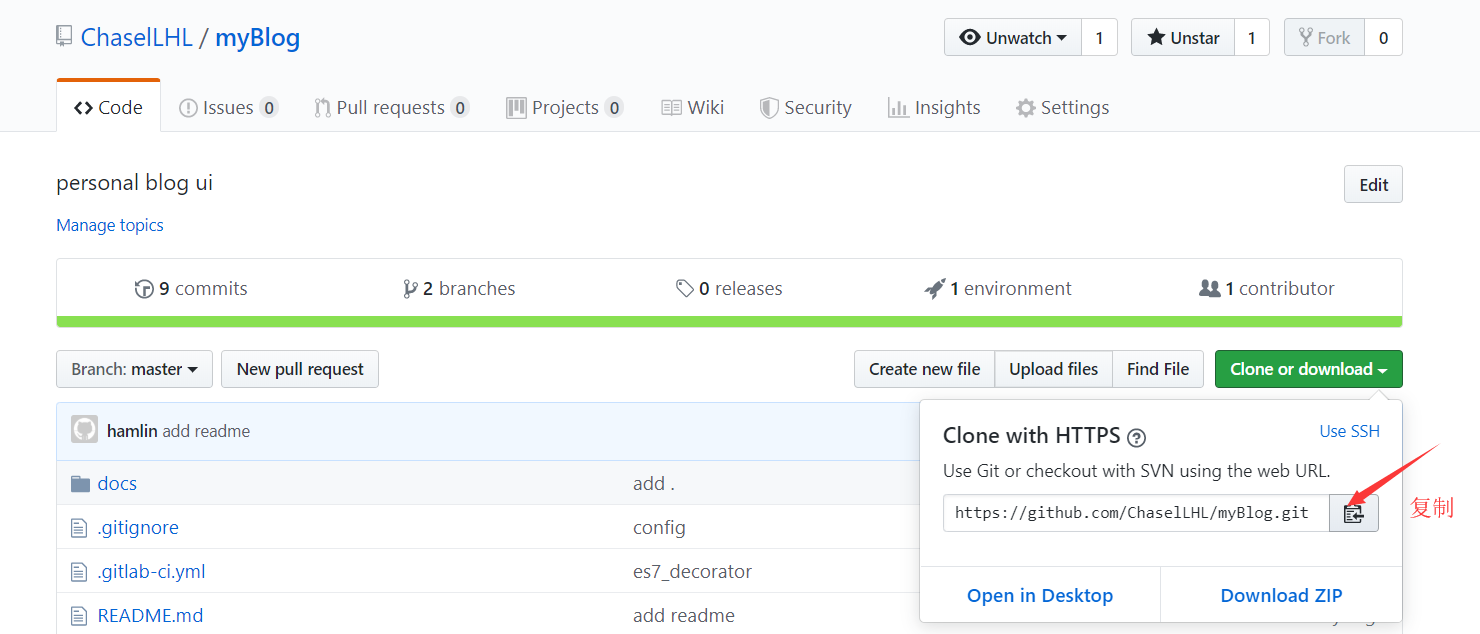 ChaselLHL / myBlog
Unwatch 1 Unstar 1 Fork 0
Code Issues 0 Pull requests 0 Projects 0 Wiki Security Insights Settings
personal blog ui
Edit
Manage topics
9 commits 2 branches 0 releases 1 environment 1 contributor
Branch: master New pull request Create new file Upload files Find File Clone or download
hamlin add readme
docs add .
.gitignore config
.gitlab-ci.yml es7_decorator
README.md add readme
Clone with HTTPS Use SSH
Use Git or checkout with SVN using the web URL.
https://github.com/ChaselLHL/myBlog.git
复制
Open in Desktop Download ZIP